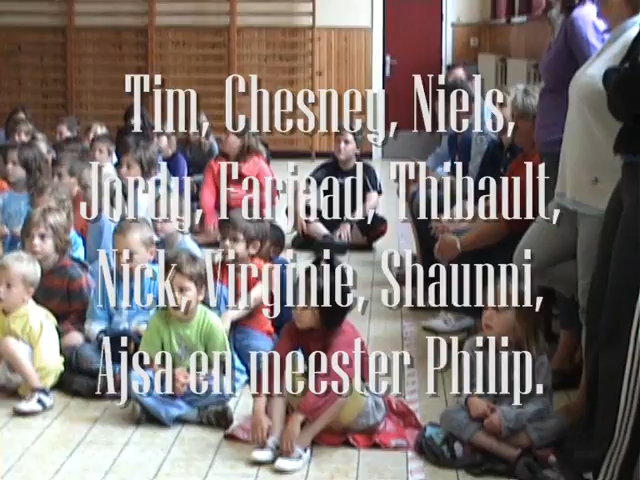 Tim, Chesney, Niels,
Jordy, Farjaad, Thibault,
Nick, Virginie, Shaunni,
Ajsa en meester Philip.